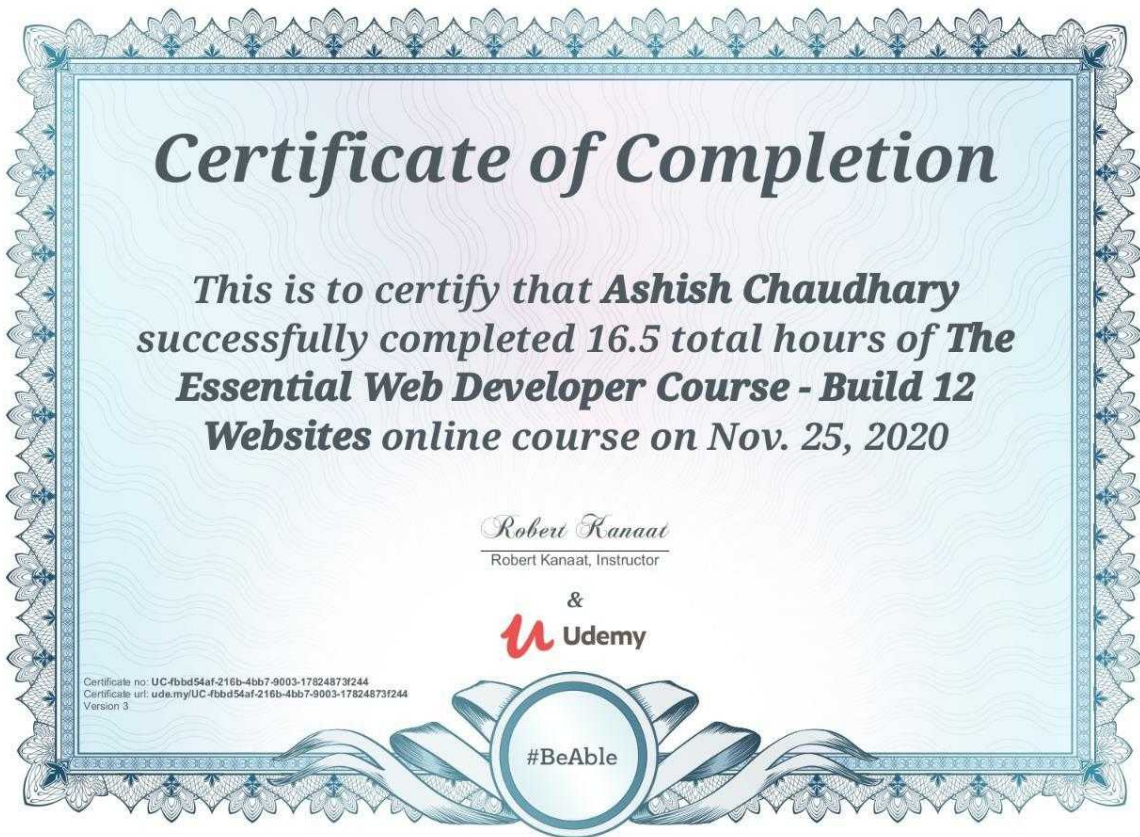 Certificate of Completion
This is to certify that Ashish Chaudhary
successfully completed 16.5 total hours of The
Essential Web Developer Course - Build 12
Websites online course on Nov. 25, 2020
Robert Kanaat
Robert Kanaat, Instructor
&
Udemy
Certificate no: UC-fbbd54af-216b-4bb7-9003-17824873f244
Certificate url: ude.my/UC-fbbd54af-216b-4bb7-9003-17824873f244
Version 3
#BeAble